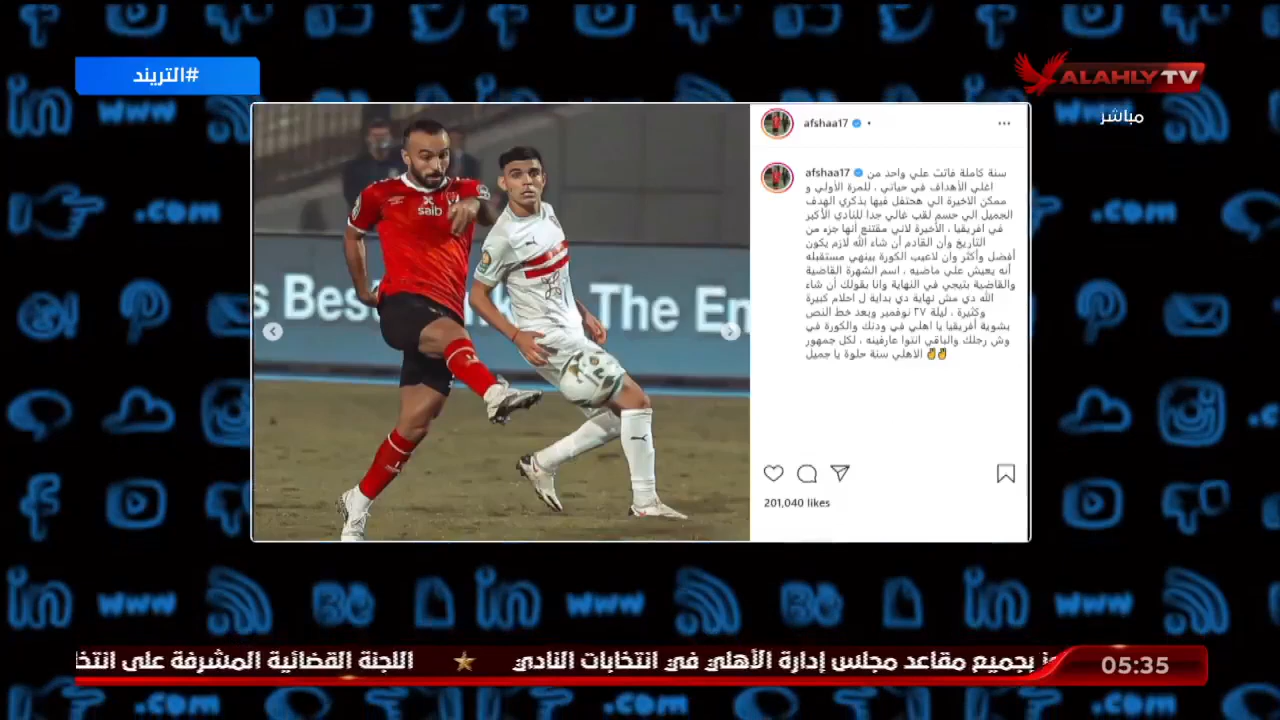 #التريند
ALAHLY TV
مباشر
afshaa17 •
afshaa17 سنة كاملة فاتت علي واحد من
اغلي الأهداف في حياتي ، للمرة الأولي و
ممكن الاخيرة الي هحتفل فيها بذكري الهدف
الجميل الي حسم لقب غالي جدا للنادي الأكبر
في افريقيا ، الأخيرة لاني مقتنع أنها جزء من
التاريخ وأن القادم أن شاء الله لازم يكون
أفضل وأكثر وان لاعيب الكورة بينهي مستقبله
أنه يعيش علي ماضيه ، اسم الشهرة القاضية
والقاضية بتيجي في النهاية وانا بقولك أن شاء
الله دي مش نهاية دي بداية ل احلام كبيرة
وكثيرة ، ليلة ٢٧ نوفمبر وبعد خط النص
بشوية أفريقيا يا اهلي في ودنك والكورة في
وش رجلك والباقي انتوا عارفينه ، لكل جمهور
الاهلي سنة حلوة يا جميل ✌️✌️
201,040 likes
saib
s Bes
The En
بجميع مقاعد مجلس إدارة الأهلي في انتخابات النادي ★ اللجنة القضائية المشرفة على
05:35